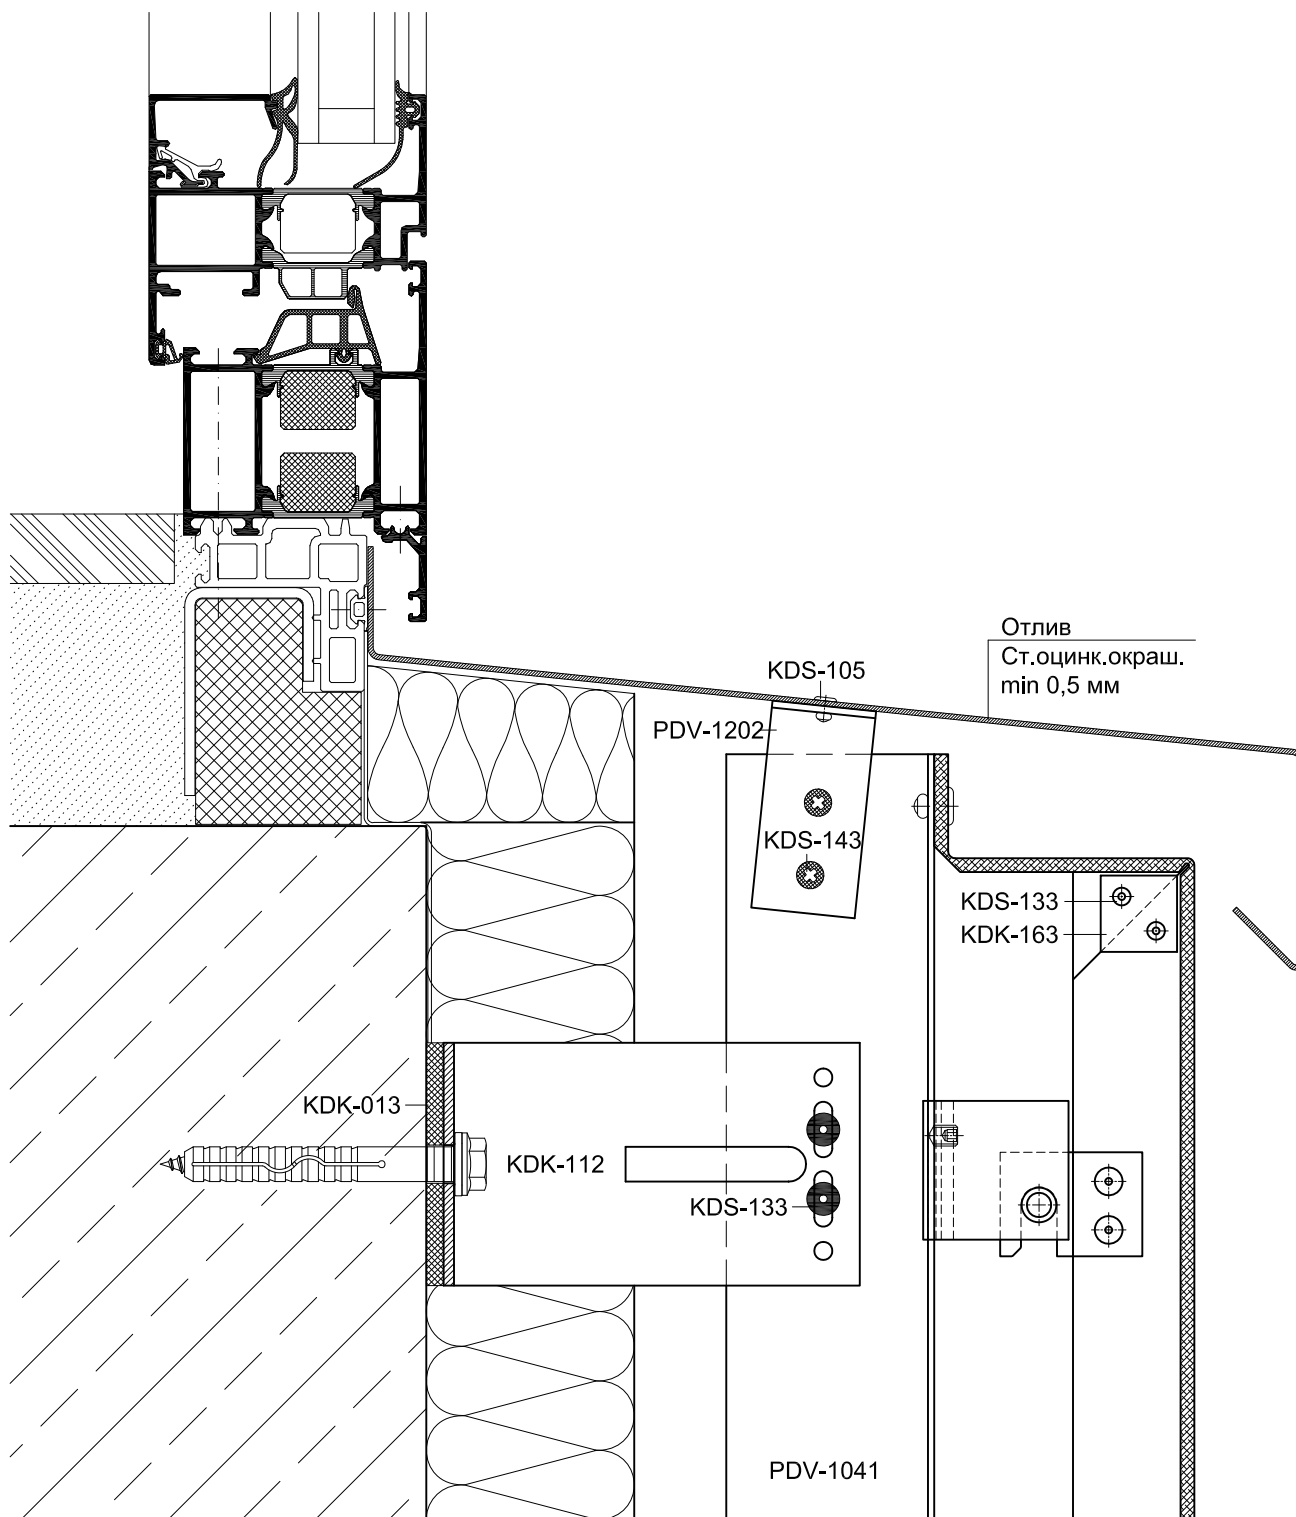 Отлив
Ст.оцинк.окраш.
min 0,5 мм
KDS-105
PDV-1202
KDS-143
KDS-133
KDK-163
KDK-013
KDK-112
KDS-133
PDV-1041